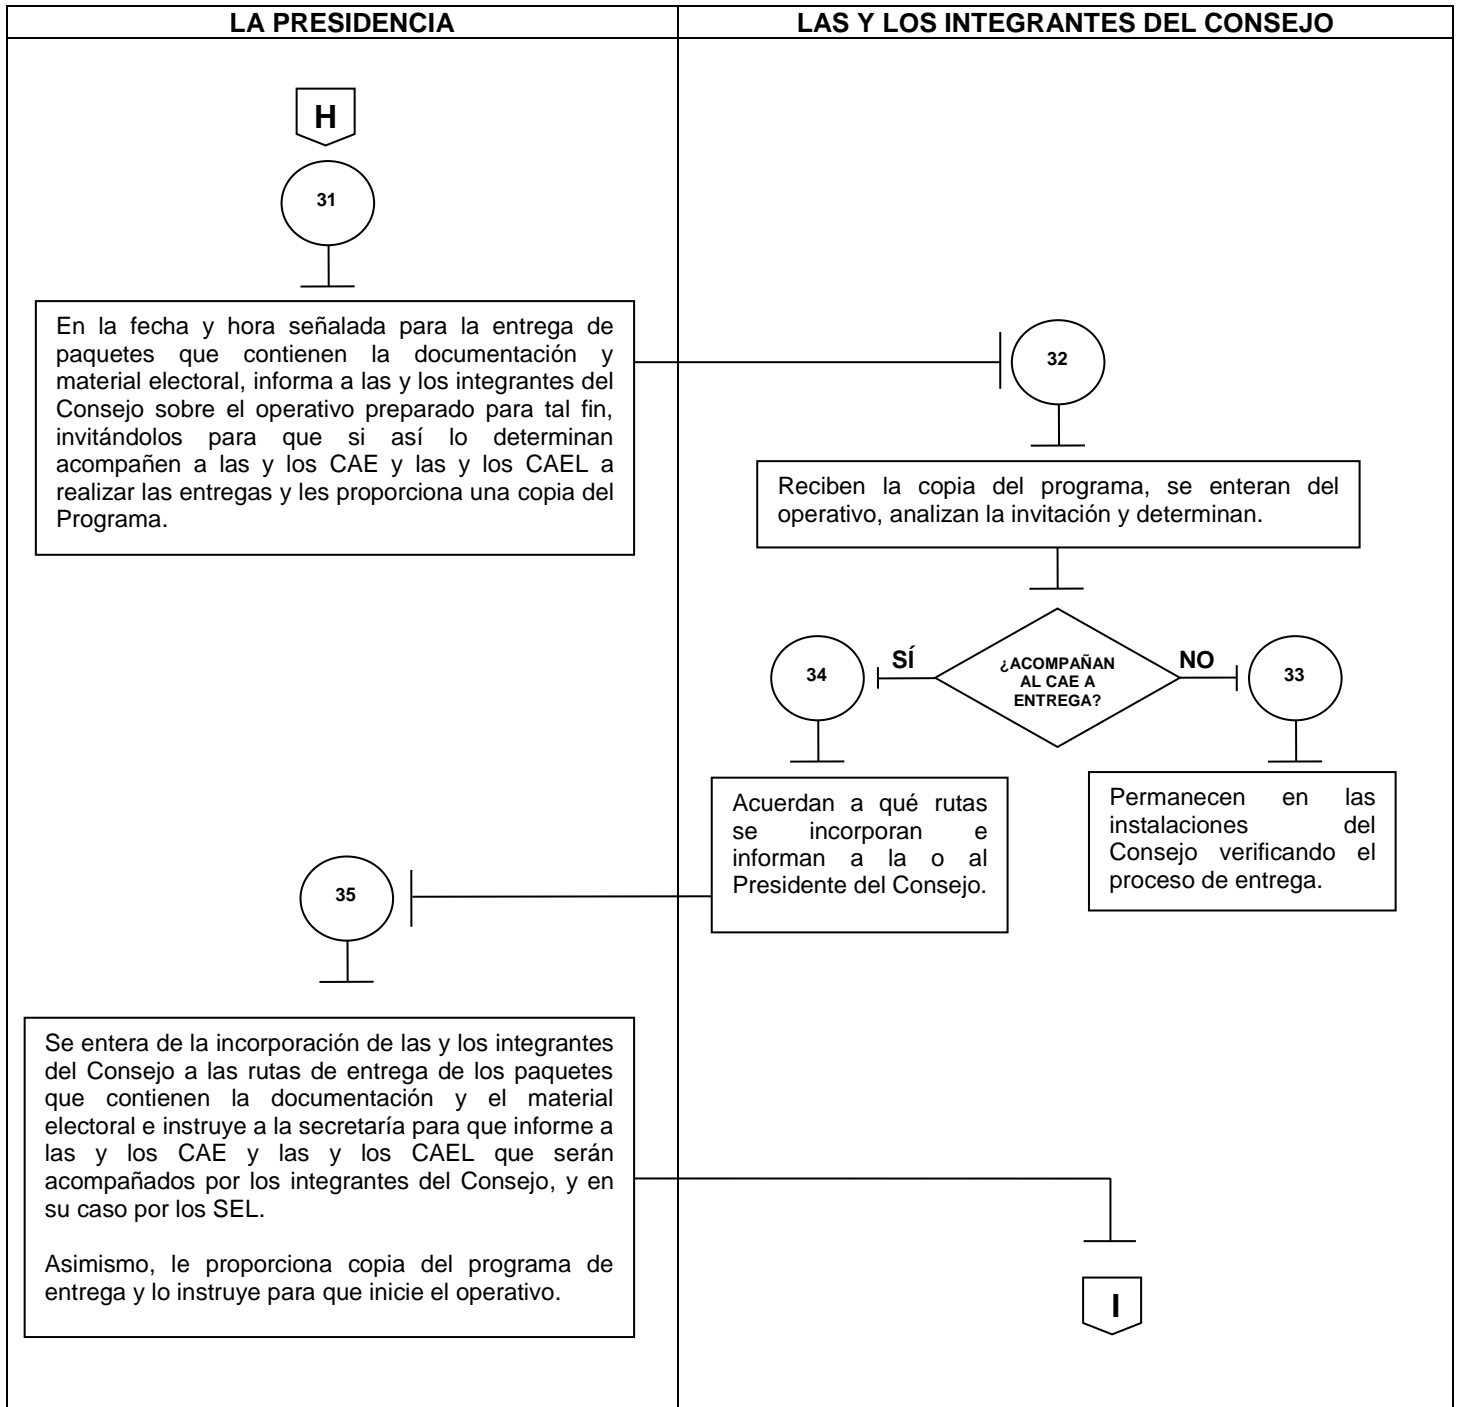 LA PRESIDENCIA
LAS Y LOS INTEGRANTES DEL CONSEJO
H
31
En la fecha y hora señalada para la entrega de
paquetes que contienen la documentación y
material electoral, informa a las y los integrantes del
Consejo sobre el operativo preparado para tal fin,
invitándolos para que si así lo determinan
acompañen a las y los CAE y las y los CAEL a
realizar las entregas y les proporciona una copia del
Programa.
32
Reciben la copia del programa, se enteran del
operativo, analizan la invitación y determinan.
¿ACOMPAÑAN
AL CAE A
ENTREGA?
SÍ
NO
34
33
Acuerdan a qué rutas
se incorporan e
informan a la o al
Presidente del Consejo.
Permanecen en las
instalaciones del
Consejo verificando el
proceso de entrega.
35
Se entera de la incorporación de las y los integrantes
del Consejo a las rutas de entrega de los paquetes
que contienen la documentación y el material
electoral e instruye a la secretaría para que informe a
las y los CAE y las y los CAEL que serán
acompañados por los integrantes del Consejo, y en
su caso por los SEL.
Asimismo, le proporciona copia del programa de
entrega y lo instruye para que inicie el operativo.
I